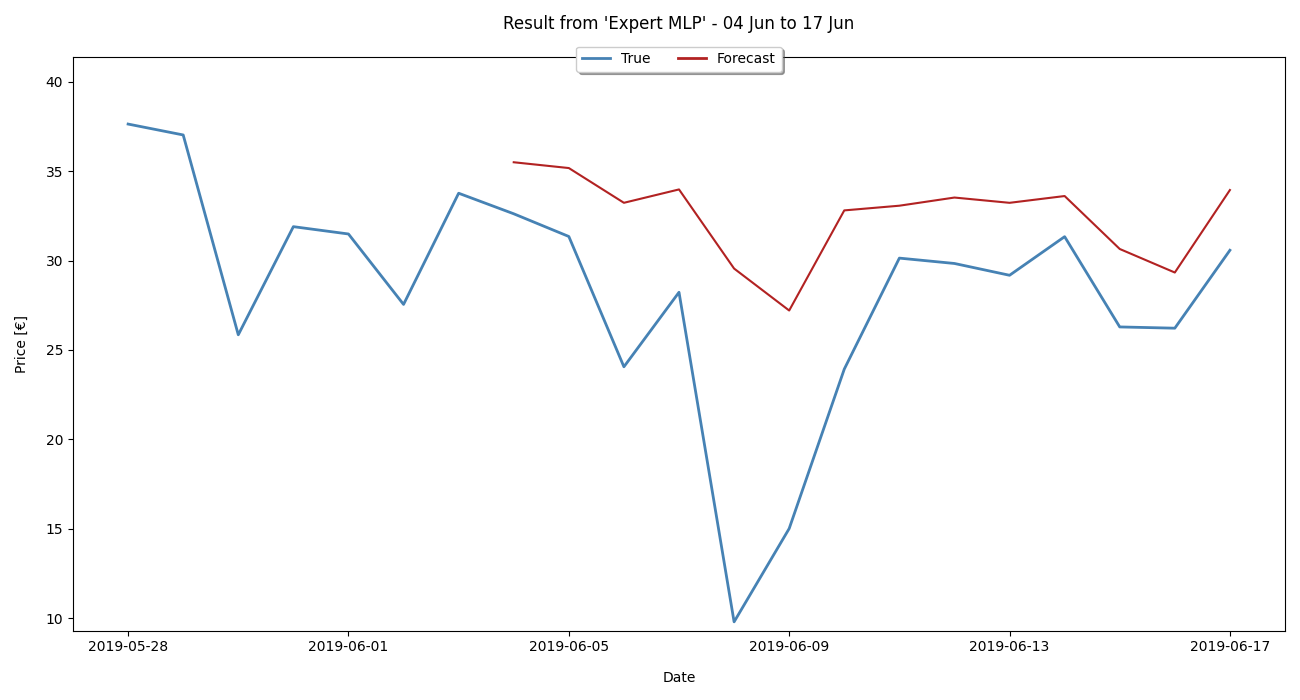 Result from 'Expert MLP' - 04 Jun to 17 Jun
True Forecast
40
35
30
25
20
15
10
Price [€]
2019-05-28 2019-06-01 2019-06-05 2019-06-09 2019-06-13 2019-06-17
Date